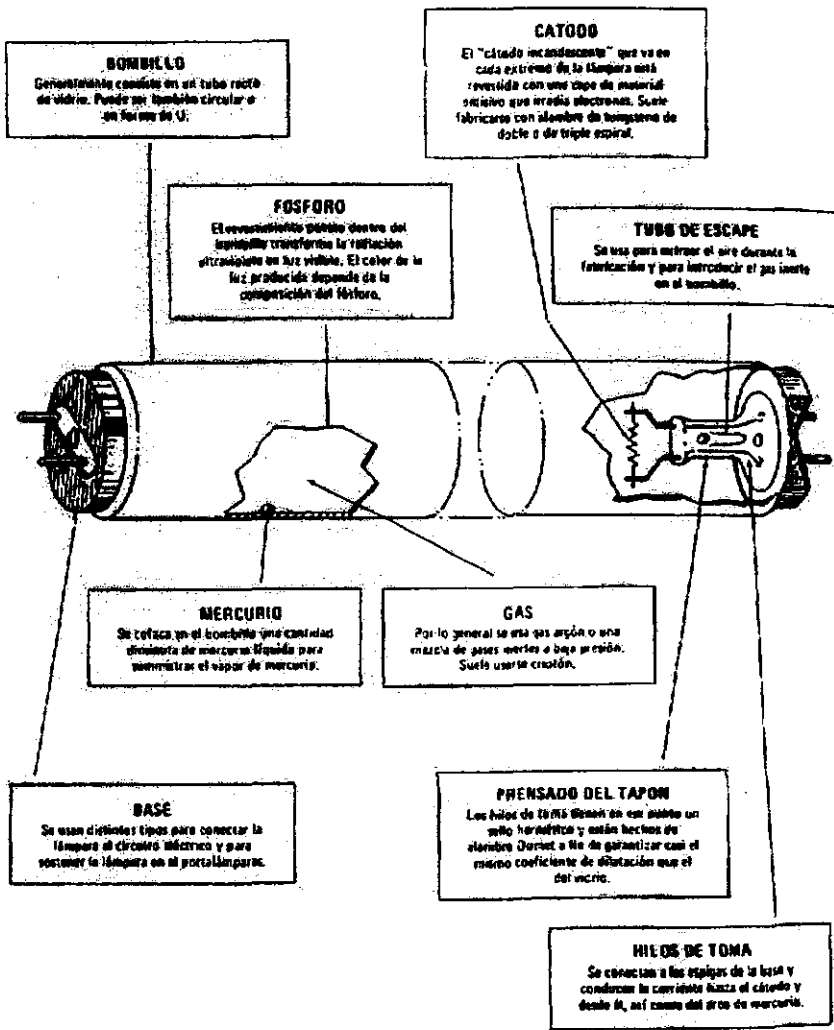 BOMBILLO
Generalmente consiste en un tubo recto
de vidrio. Puede ser también circular o
en forma de U.
CATODO
El "cátodo incandescente" que va en
cada extremo de la lámpara está
revestida con una capa de material
emisivo que irradia electrones. Suele
fabricarse con alambre de tungsteno de
doble o de triple espiral.
FOSFORO
El revestimiento puesto dentro del
bombillo transforma la radiación
ultravioleta en luz visible. El color de la
luz producida depende de la
composición del fósforo.
TUBO DE ESCAPE
Se usa para extraer el aire durante la
fabricación y para introducir el gas inerte
en el bombillo.
MERCURIO
Se coloca en el bombillo una cantidad
diminuta de mercurio líquido para
suministrar el vapor de mercurio.
GAS
Por lo general se usa gas argón o una
mezcla de gases inertes a baja presión.
Suele usarse criptón.
BASE
Se usan distintos tipos para conectar la
lámpara al circuito eléctrico y para
sostener la lámpara en el portalámparas.
PRENSADO DEL TAPON
Los hilos de toma tienen en ese punto un
sello hermético y están hechos de
alambre Dumet a fin de garantizar casi el
mismo coeficiente de dilatación que el
del vidrio.
HILOS DE TOMA
Se conectan a las espigas de la base y
conducen la corriente hasta el cátodo y
desde él, así como del arco de mercurio.